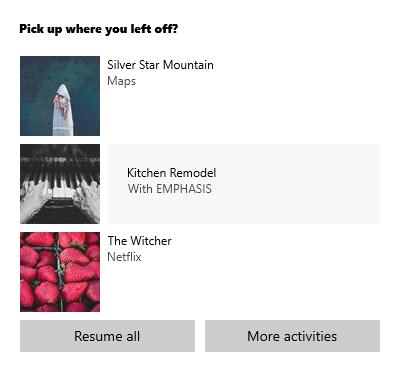 Pick up where you left off?
Silver Star Mountain
Maps
Kitchen Remodel
With EMPHASIS
The Witcher
Netflix
Resume all
More activities